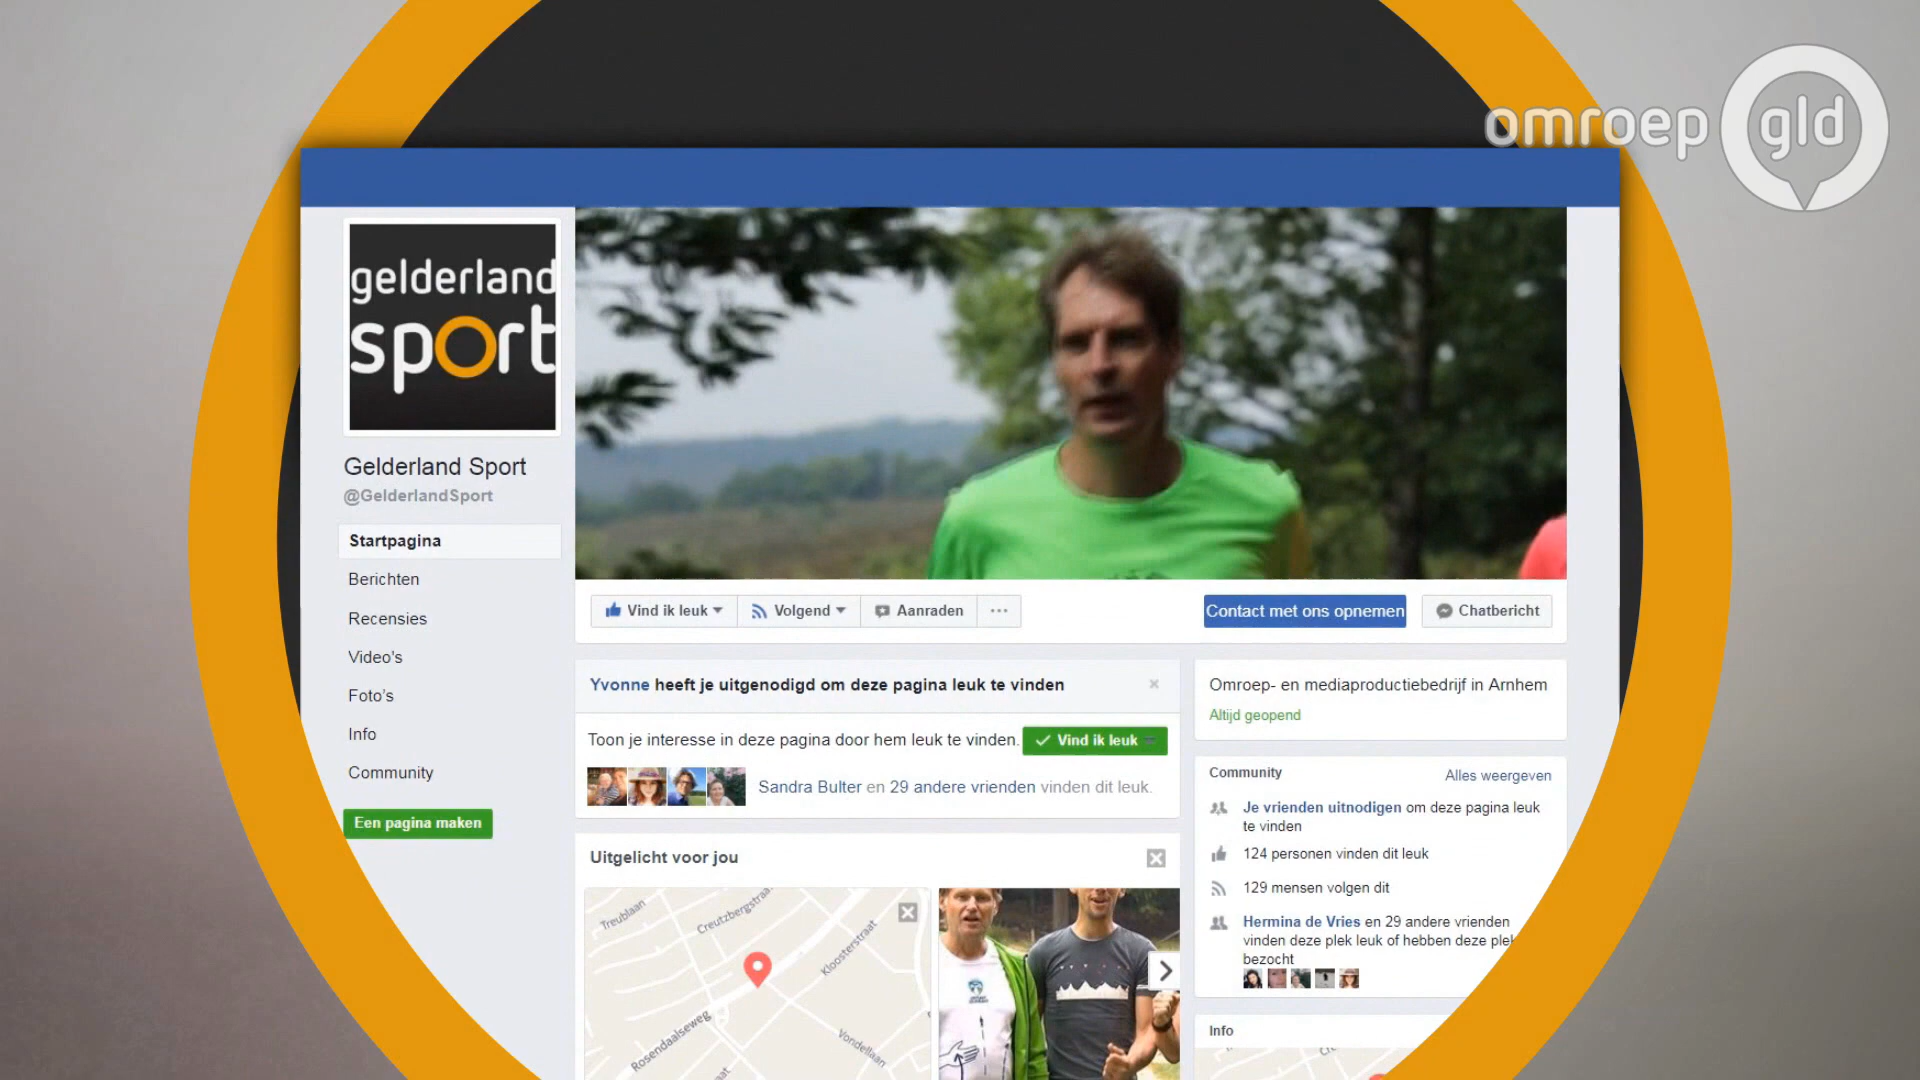 omroep gld
gelderland
sport
Gelderland Sport
@GelderlandSport
Startpagina
Berichten
Recensies
Video's
Foto's
Info
Community
Een pagina maken
Vind ik leuk
Volgend
Aanraden
Contact met ons opnemen
Chatbericht
Yvonne heeft je uitgenodigd om deze pagina leuk te vinden
Toon je interesse in deze pagina door hem leuk te vinden.
Vind ik leuk
Sandra Bulter en 29 andere vrienden vinden dit leuk.
Uitgelicht voor jou
Treublaan
Creutzbergstraat
Kloosterstraat
Rosendaalseweg
Vondellaan
Omroep- en mediaproductiebedrijf in Arnhem
Altijd geopend
Community
Alles weergeven
Je vrienden uitnodigen om deze pagina leuk
te vinden
124 personen vinden dit leuk
129 mensen volgen dit
Hermina de Vries en 29 andere vrienden
vinden deze plek leuk of hebben deze plek
bezocht
Info